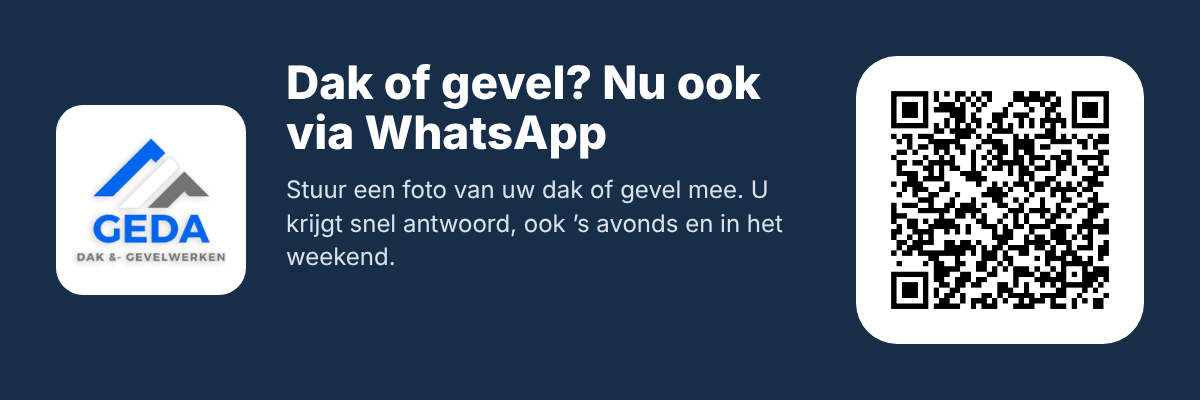 Dak of gevel? Nu ook
via WhatsApp
Stuur een foto van uw dak of gevel mee. U
krijgt snel antwoord, ook ’s avonds en in het
weekend.
GEDA
DAK &- GEVELWERKEN